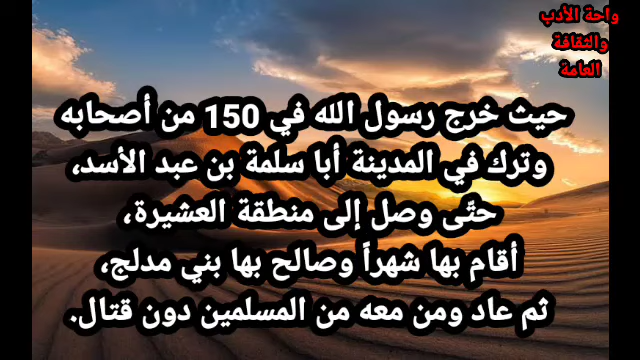 واحة الأدب
والثقافة
العامة
حيث خرج رسول الله في 150 من أصحابه
وترك في المدينة أبا سلمة بن عبد الأسد،
حتّى وصل إلى منطقة العشيرة،
أقام بها شهراً وصالح بها بني مدلج،
ثم عاد ومن معه من المسلمين دون قتال.